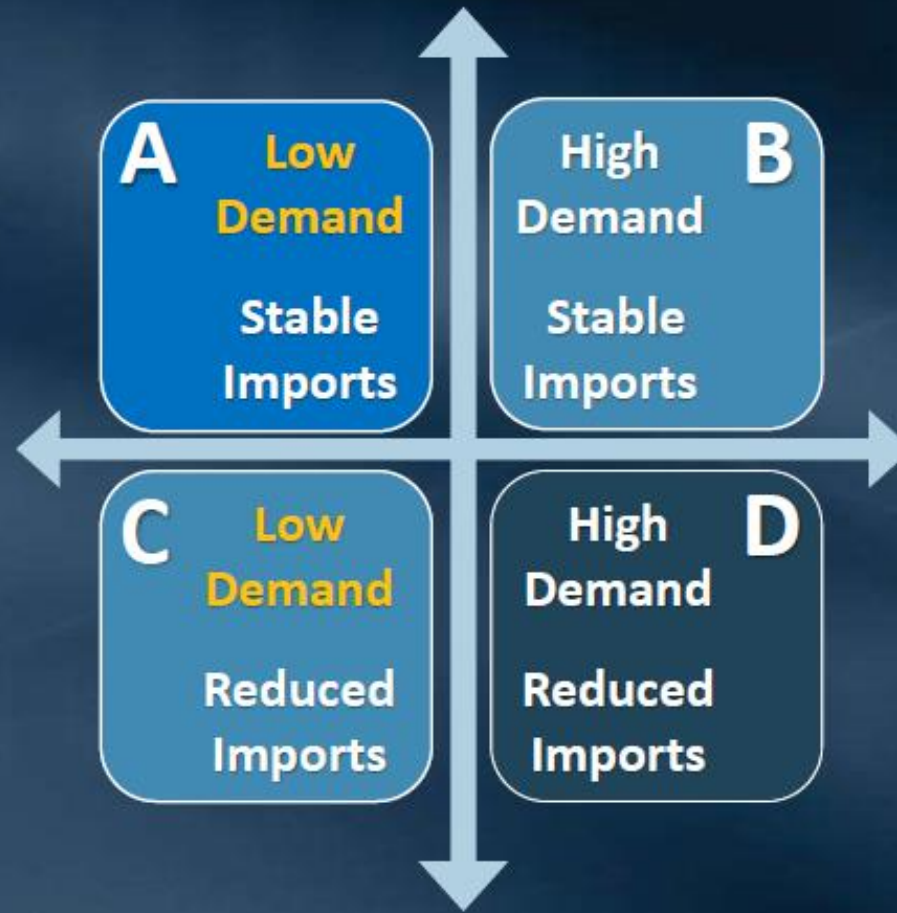 A
Low
Demand
Stable
Imports
High
Demand
Stable
Imports
B
C
Low
Demand
Reduced
Imports
High
Demand
Reduced
Imports
D